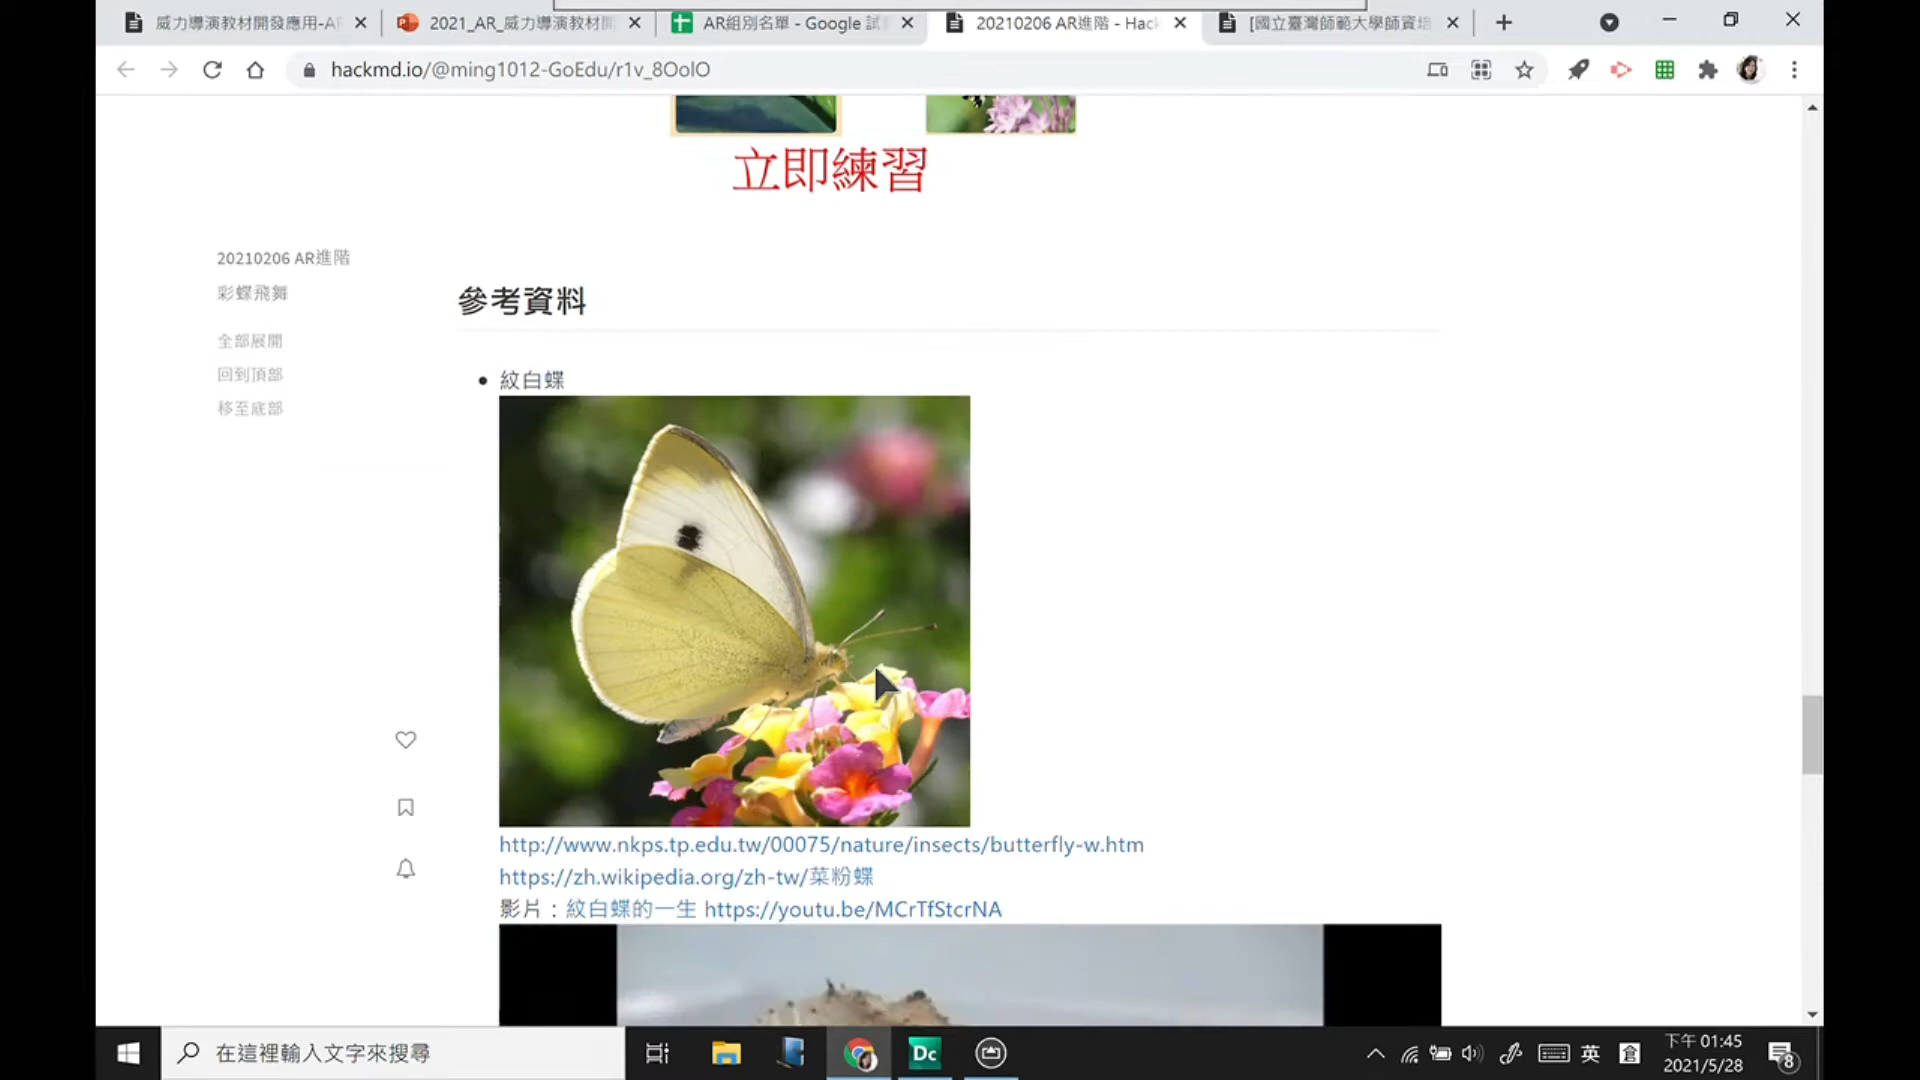 威力導演教材開發應用-AR
2021_AR_威力導演教材開
AR組別名單 - Google 試
20210206 AR進階 - Hack
[國立臺灣師範大學師資培
hackmd.io/@ming1012-GoEdu/r1v_8OolO
立即練習
20210206 AR進階
彩蝶飛舞
全部展開
回到頂部
移至底部
參考資料
紋白蝶
http://www.nkps.tp.edu.tw/00075/nature/insects/butterfly-w.htm
https://zh.wikipedia.org/zh-tw/菜粉蝶
影片：紋白蝶的一生 https://youtu.be/MCrTfStcrNA
在這裡輸入文字來搜尋
Dc
英
倉
下午 01:45
2021/5/28
8